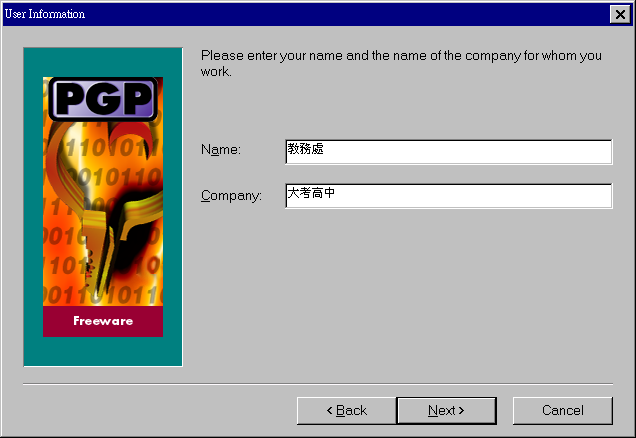 User Information
PGP
Freeware
Please enter your name and the name of the company for whom you
work.
Name:
教務處
Company:
大考高中
< Back
Next >
Cancel